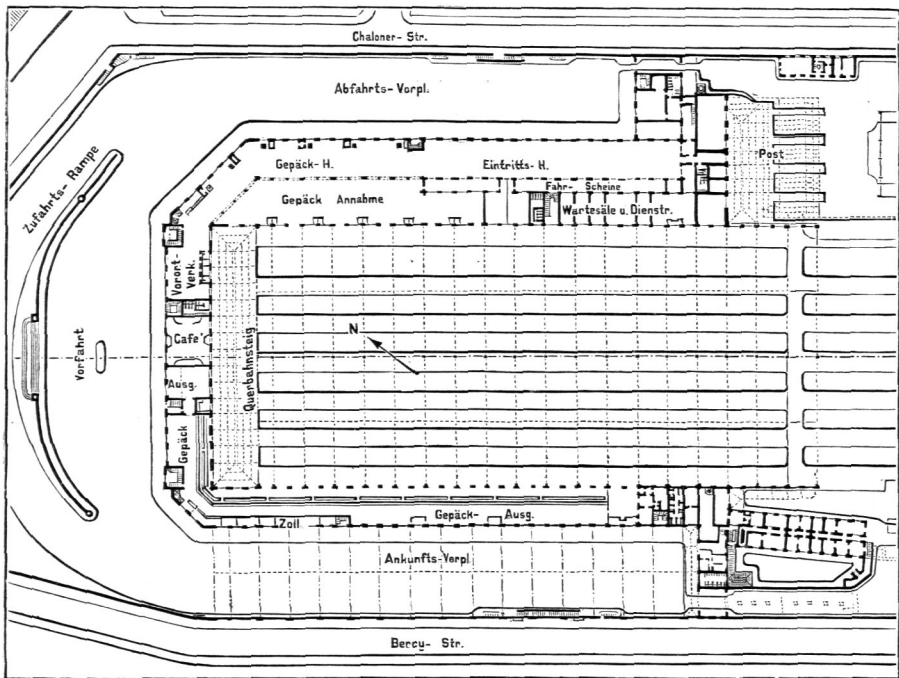 Chaloner- Str.
Abfahrts-Vorpl.
Zufahrts-Rampe
Gepäck-H.
Eintritts-H.
Post
Gepäck Annahme
Fahr- Scheine
Wartesäle u. Dienstr.
Vorort-
Verk.
N
Café
Vorfahrt
Querbahnsteig
Ausg.
Gepäck
Gepäck- Ausg.
Zoll
Ankunfts-Vorpl.
Bercy- Str.